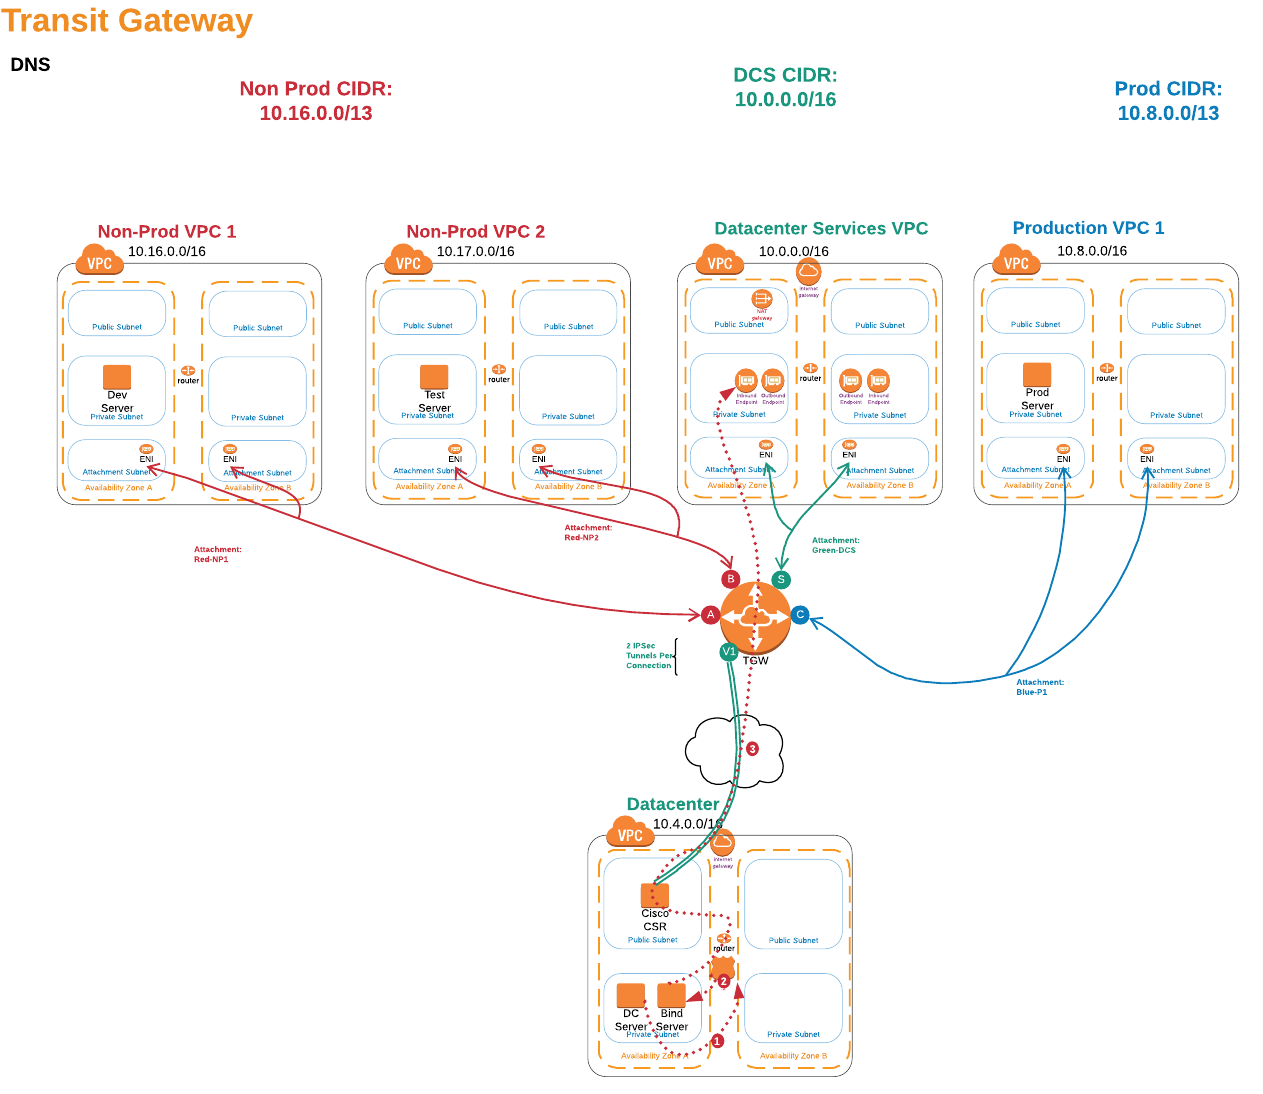 Transit Gateway
DNS
Non Prod CIDR:
10.16.0.0/13
DCS CIDR:
10.0.0.0/16
Prod CIDR:
10.8.0.0/13
Non-Prod VPC 1
10.16.0.0/16
VPC
Public Subnet
Public Subnet
router
Dev
Server
Private Subnet
Private Subnet
ENI
ENI
Attachment Subnet
Attachment Subnet
Availability Zone A
Availability Zone B
Non-Prod VPC 2
10.17.0.0/16
VPC
Public Subnet
Public Subnet
router
Test
Server
Private Subnet
Private Subnet
ENI
ENI
Attachment Subnet
Attachment Subnet
Availability Zone A
Availability Zone B
Datacenter Services VPC
10.0.0.0/16
VPC
internet
gateway
NAT
gateway
Public Subnet
Public Subnet
router
Inbound
Endpoint
Outbound
Endpoint
Outbound
Endpoint
Inbound
Endpoint
Private Subnet
Private Subnet
ENI
ENI
Attachment Subnet
Attachment Subnet
Availability Zone A
Availability Zone B
Production VPC 1
10.8.0.0/16
VPC
Public Subnet
Public Subnet
router
Prod
Server
Private Subnet
Private Subnet
ENI
ENI
Attachment Subnet
Attachment Subnet
Availability Zone A
Availability Zone B
Attachment:
Red-NP1
Attachment:
Red-NP2
Attachment:
Green-DCS
Attachment:
Blue-P1
B
S
A
C
V1
TGW
2 IPSec
Tunnels Per
Connection
3
Datacenter
10.4.0.0/16
VPC
internet
gateway
Cisco
CSR
Public Subnet
Public Subnet
router
2
DC
Server
Bind
Server
Private Subnet
Private Subnet
1
Availability Zone A
Availability Zone B